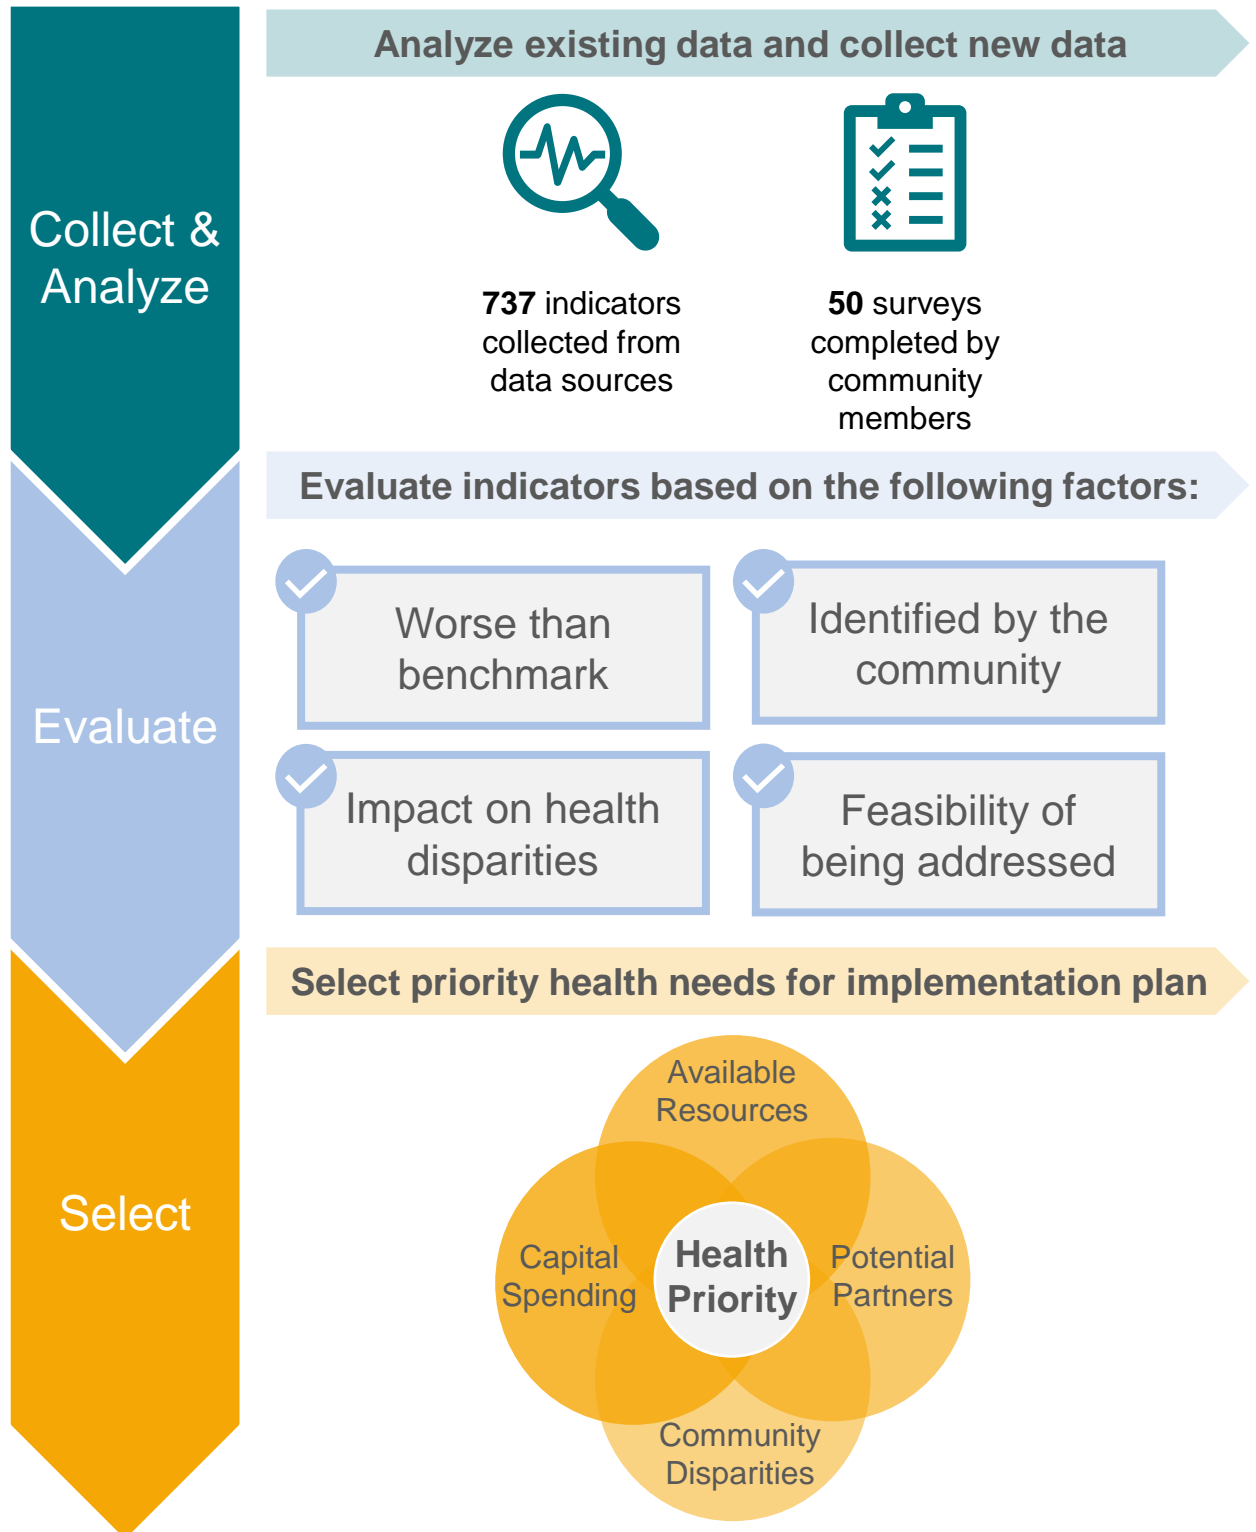 Analyze existing data and collect new data
Collect &
Analyze
737 indicators
collected from
data sources
50 surveys
completed by
community
members
Evaluate indicators based on the following factors:
Evaluate
Worse than
benchmark
Identified by the
community
Impact on health
disparities
Feasibility of
being addressed
Select priority health needs for implementation plan
Select
Available
Resources
Capital
Spending
Health
Priority
Potential
Partners
Community
Disparities